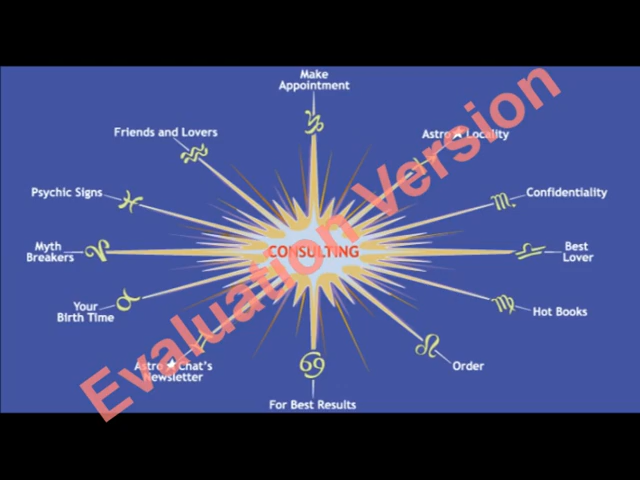 Make
Appointment
Friends and Lovers
Astro★Locality
Psychic Signs
Confidentiality
Myth
Breakers
CONSULTING
Best
Lover
Your
Birth Time
Hot Books
Astro★Chat's
Newsletter
Order
For Best Results
Evaluation Version